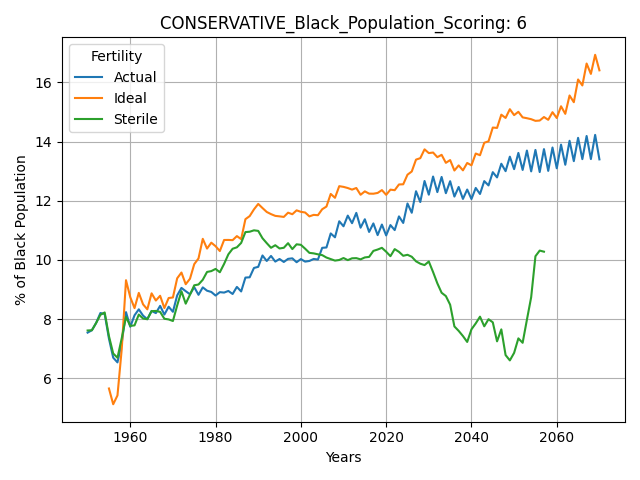 CONSERVATIVE_Black_Population_Scoring: 6
Fertility
Actual
Ideal
Sterile
% of Black Population
16
14
12
10
8
6
1960 1980 2000 2020 2040 2060
Years